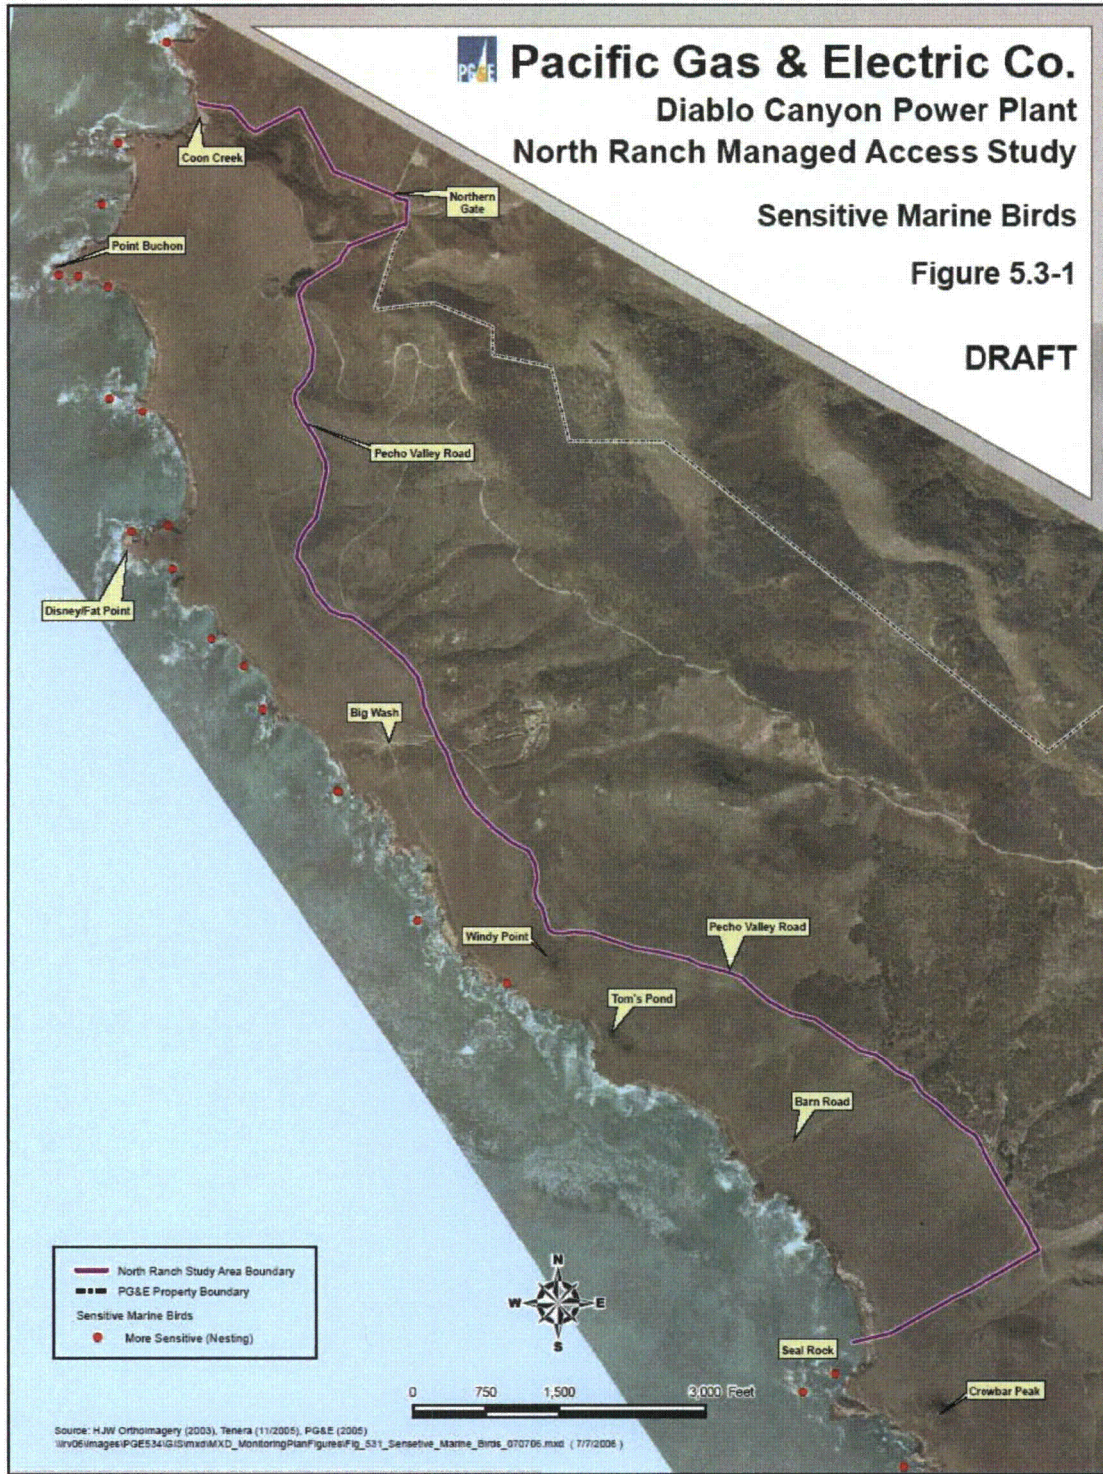 PG&E Pacific Gas & Electric Co.
Diablo Canyon Power Plant
North Ranch Managed Access Study
Sensitive Marine Birds
Figure 5.3-1
DRAFT
Coon Creek
Northern
Gate
Point Buchon
Pecho Valley Road
Disney/Fat Point
Big Wash
Windy Point
Pecho Valley Road
Tom's Pond
Barn Road
Seal Rock
Crowbar Peak
North Ranch Study Area Boundary
PG&E Property Boundary
Sensitive Marine Birds
More Sensitive (Nesting)
N
W E
S
0 750 1,500 3,000 Feet
Source: HJW Orthoimagery (2003), Tenera (11/2005), PG&E (2005)